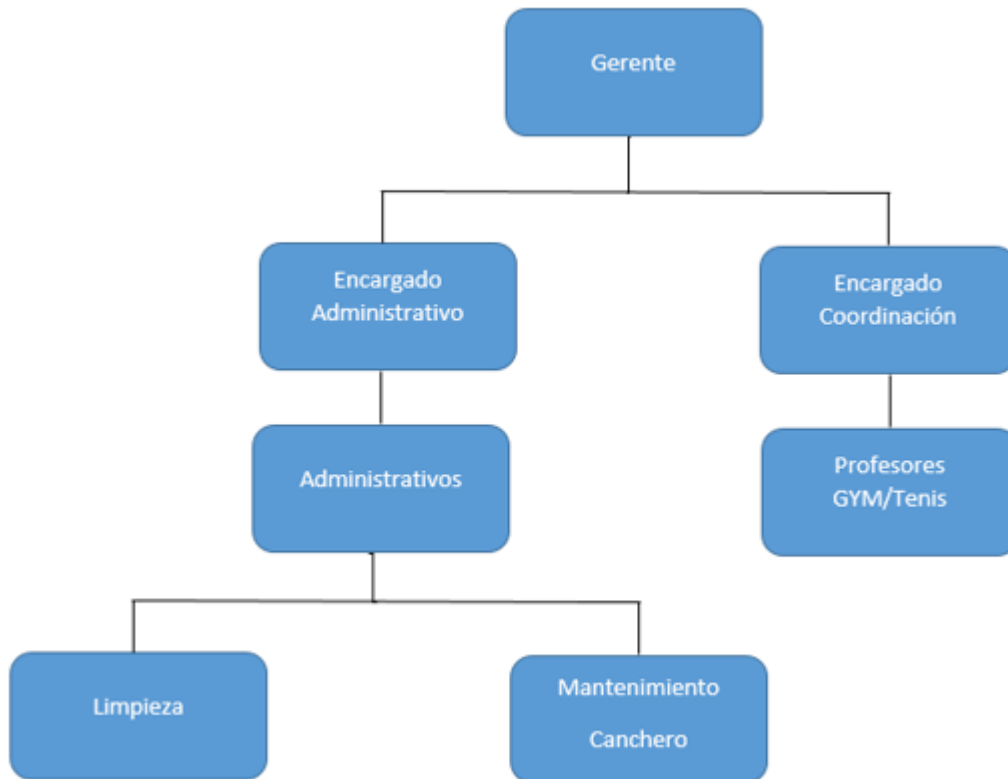 Gerente
Encargado
Administrativo
Encargado
Coordinación
Administrativos
Profesores
GYM/Tenis
Limpieza
Mantenimiento
Canchero